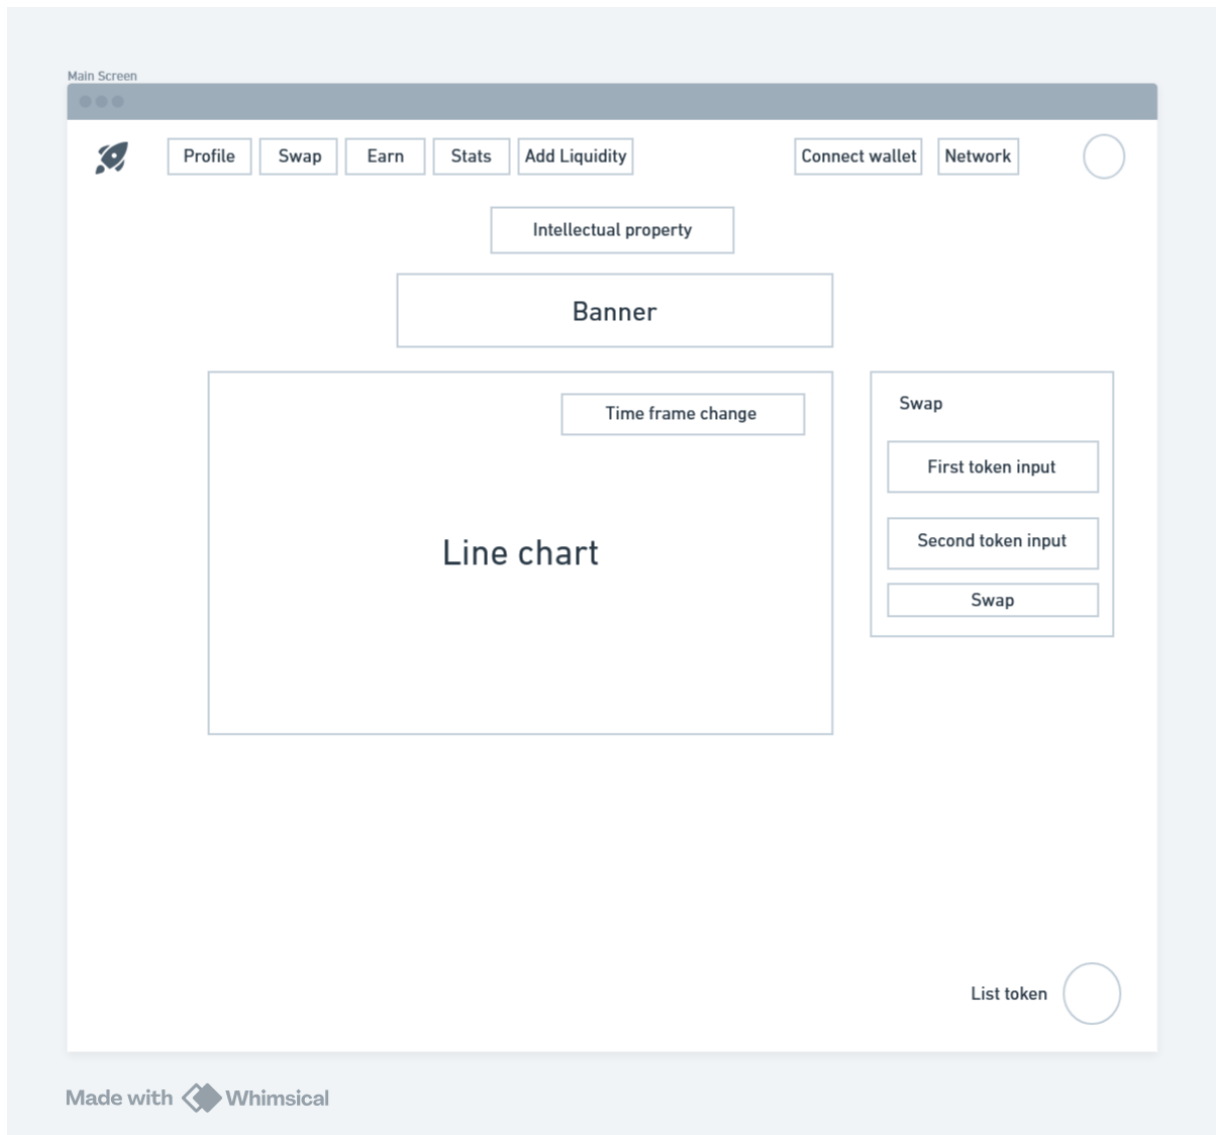 Main Screen
Profile
Swap
Earn
Stats
Add Liquidity
Connect wallet
Network
Intellectual property
Banner
Time frame change
Line chart
Swap
First token input
Second token input
Swap
List token
Made with Whimsical